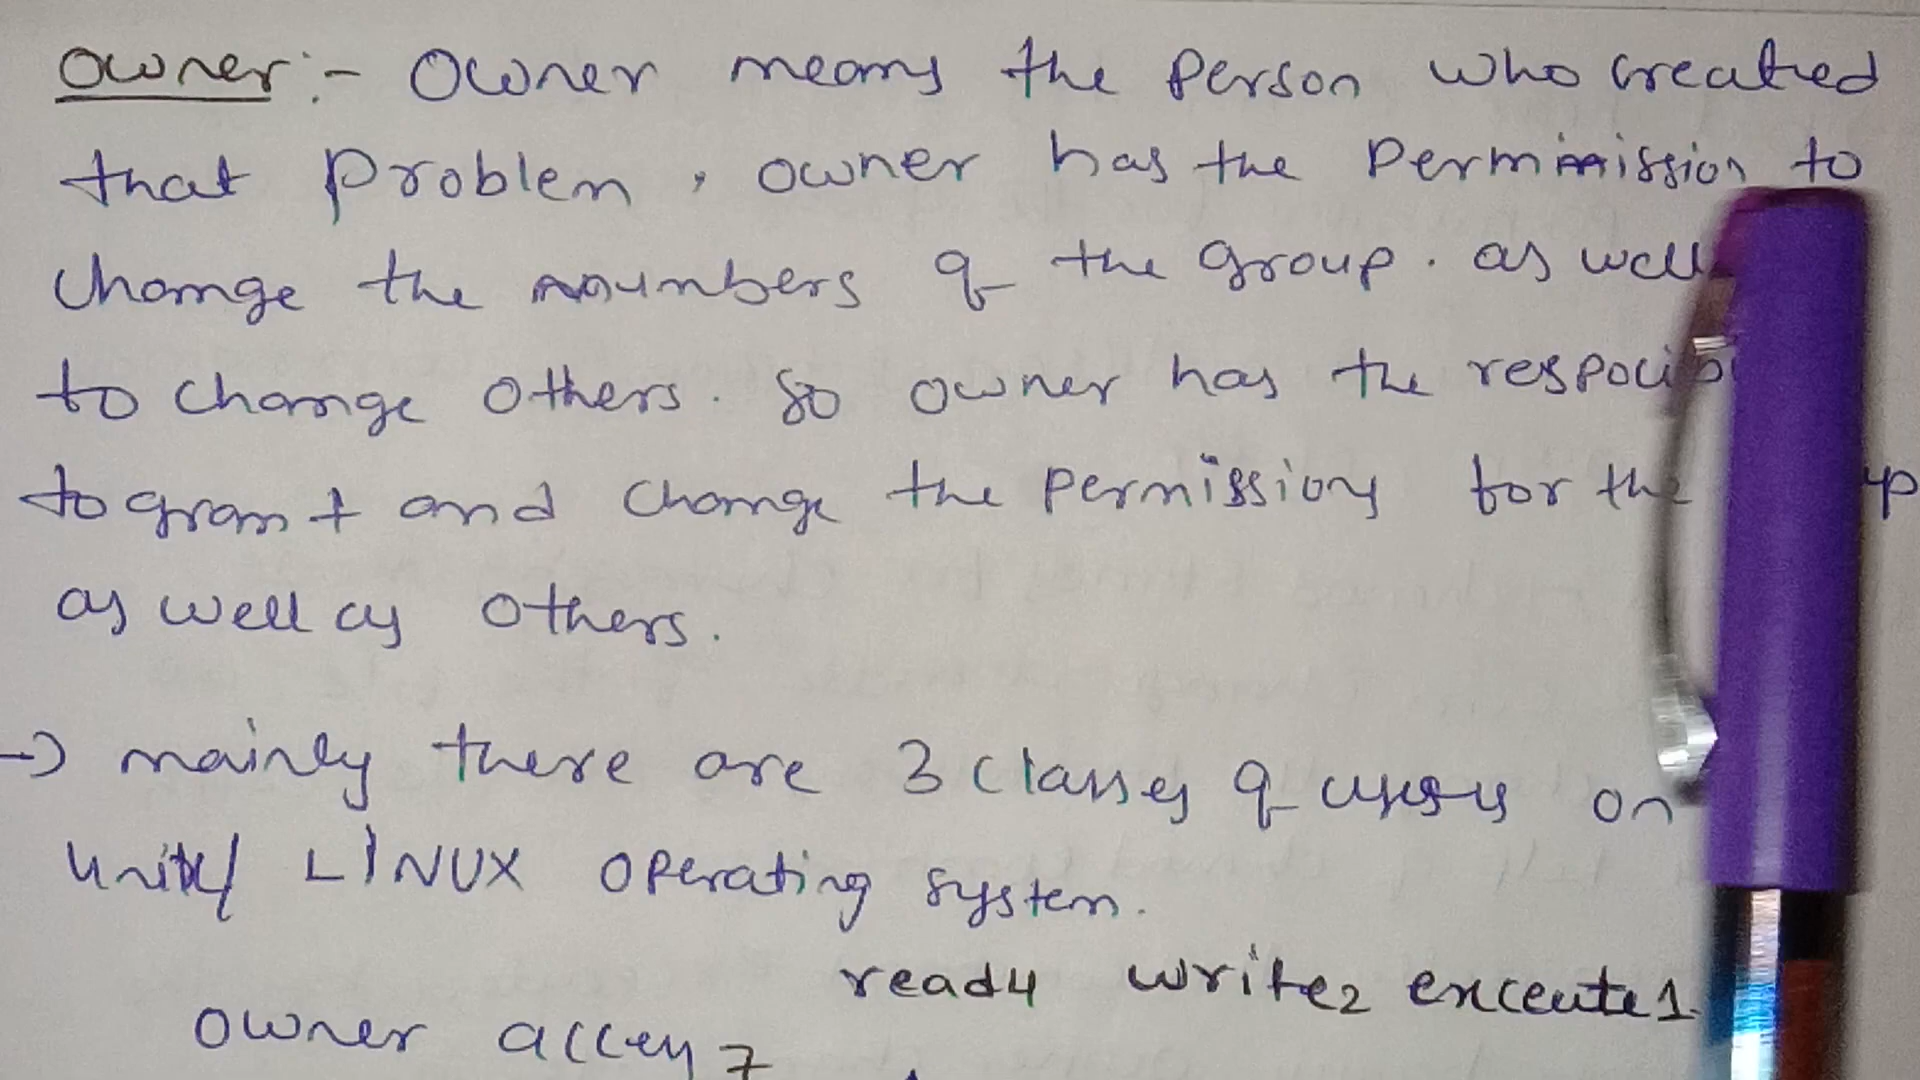 owner :- Owner means the person who created
that problem, owner has the permission to
change the numbers of the group. as well
to change others. So owner has the
to grant and change the permissions for the
as well as others.
→ mainly there are 3 classes of users on
Unix/ LINUX operating system.
read4 write2 exceute1
owner access 7